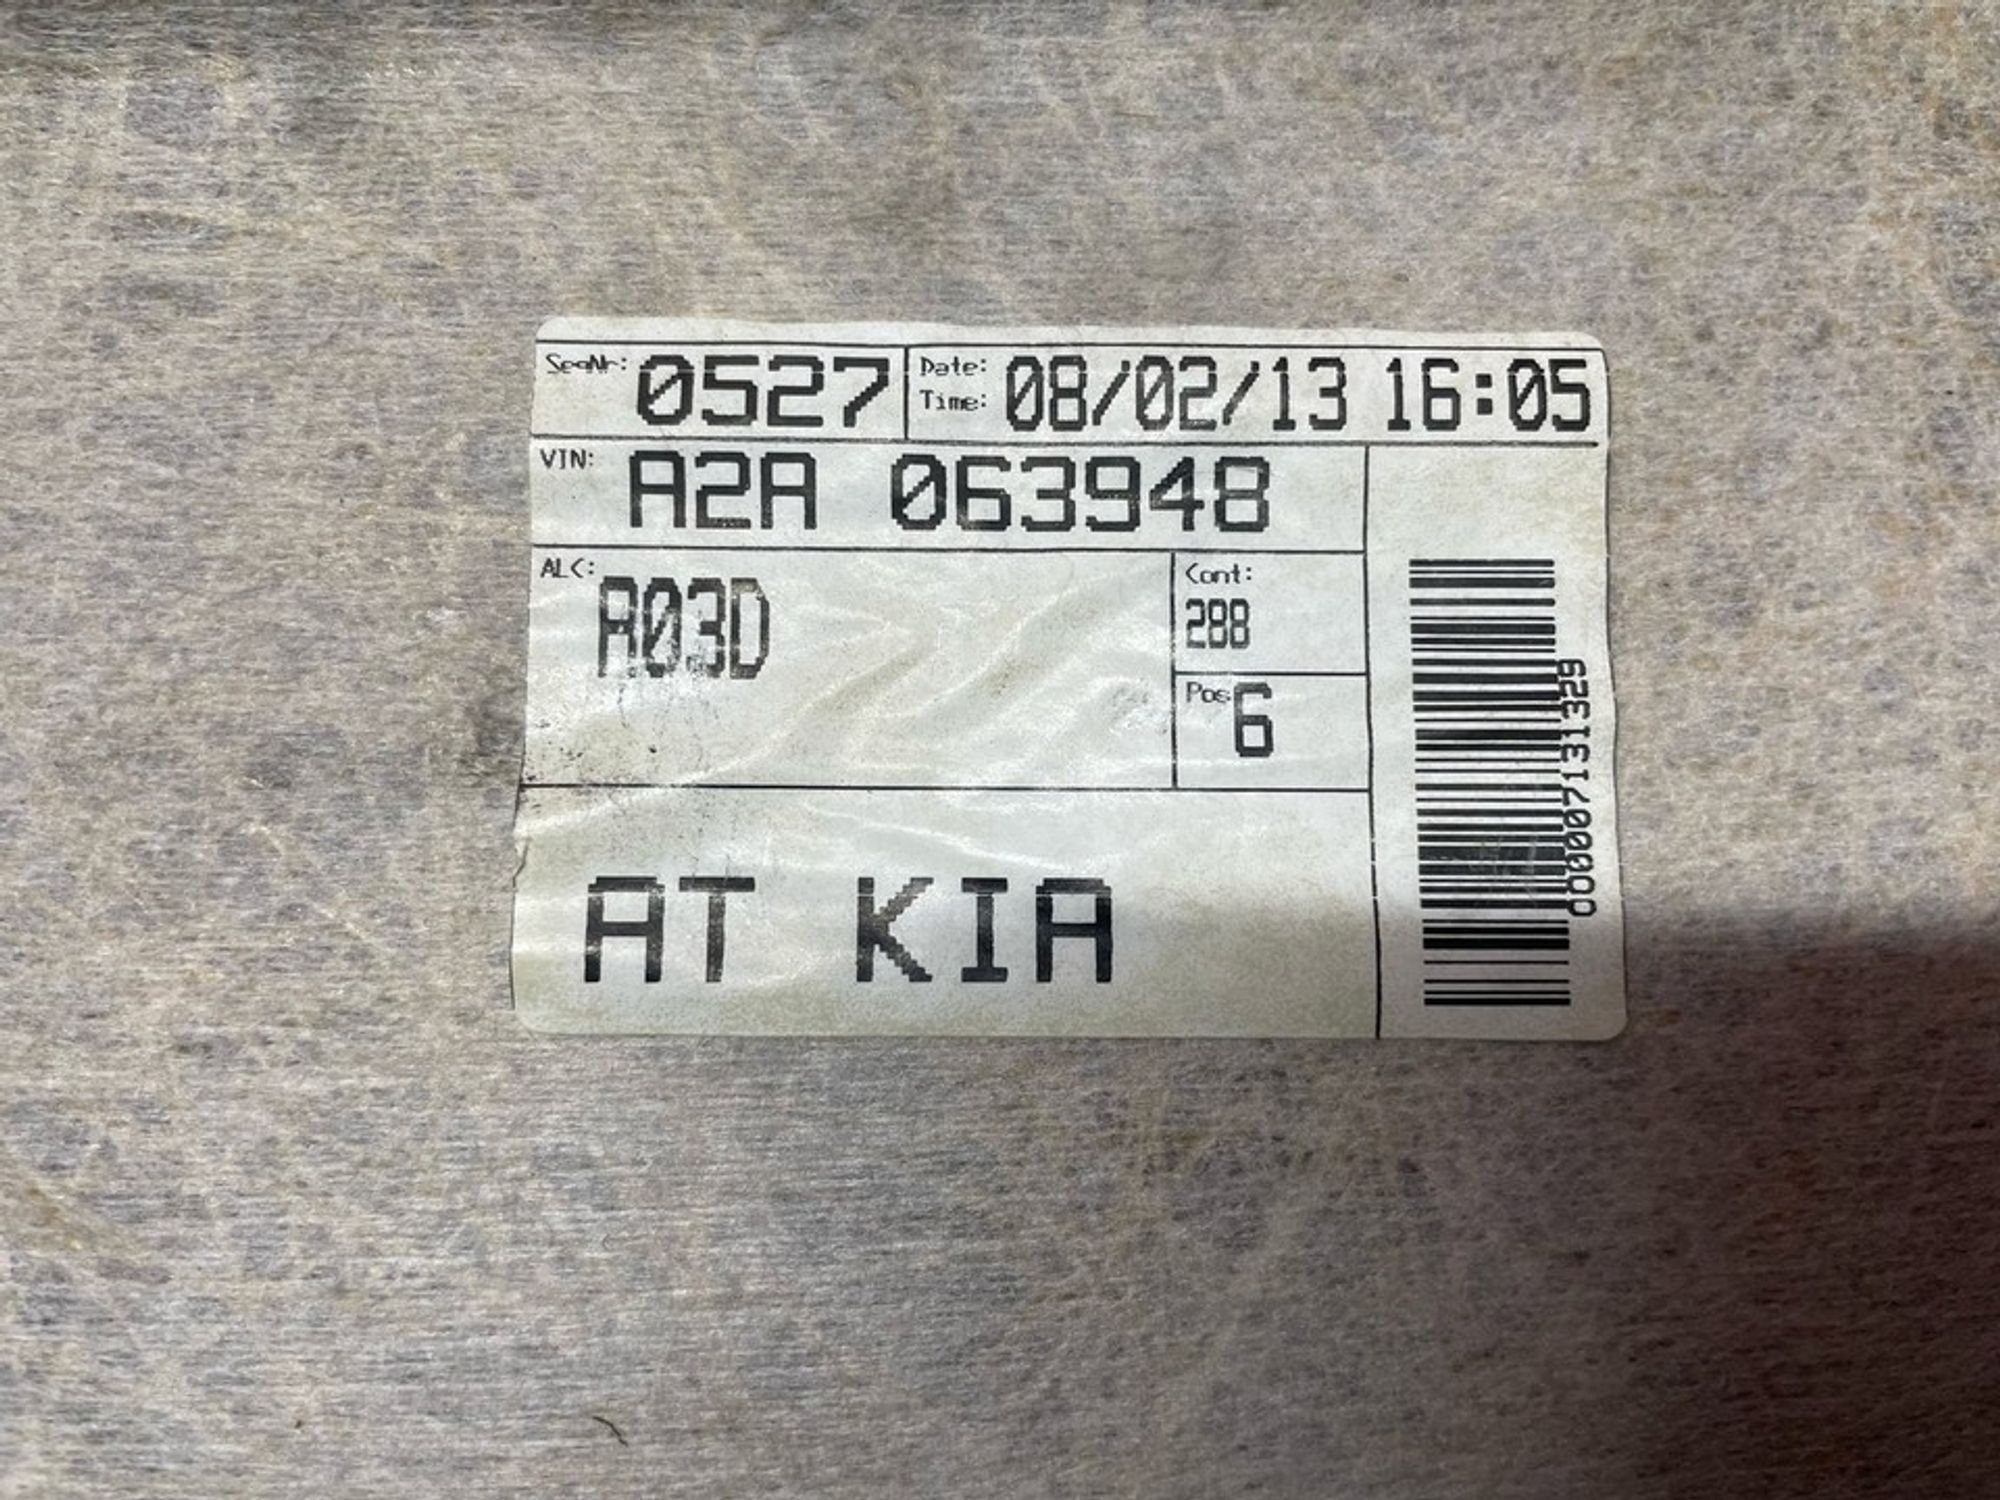 SeqNr: 0527 Date: Time: 08/02/13 16:05
VIN: A2A 063948
ALC: A03D
Cont: 288
Pos 6
AT KIA
000007131329